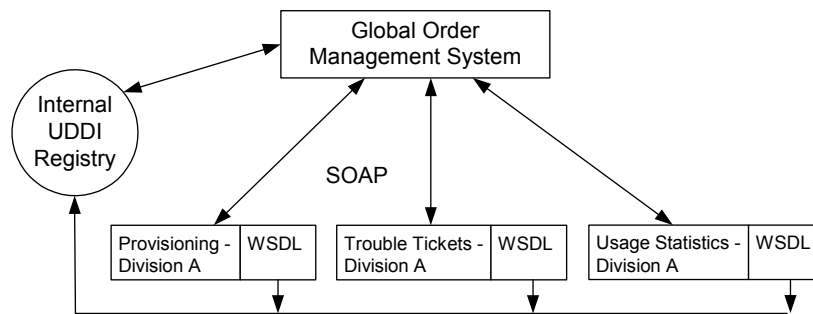 Global Order
Management System
Internal
UDDI
Registry
SOAP
Provisioning -
Division A
WSDL
Trouble Tickets -
Division A
WSDL
Usage Statistics -
Division A
WSDL